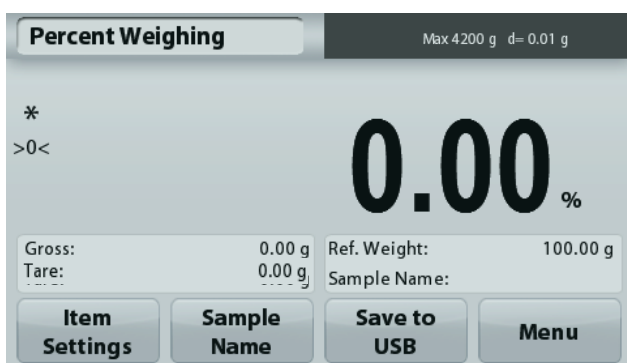 Percent Weighing
Max 4200 g d= 0.01 g
*
>0<
0.00 %
Gross: 0.00 g
Tare: 0.00 g
Ref. Weight: 100.00 g
Sample Name:
Item Settings
Sample Name
Save to USB
Menu